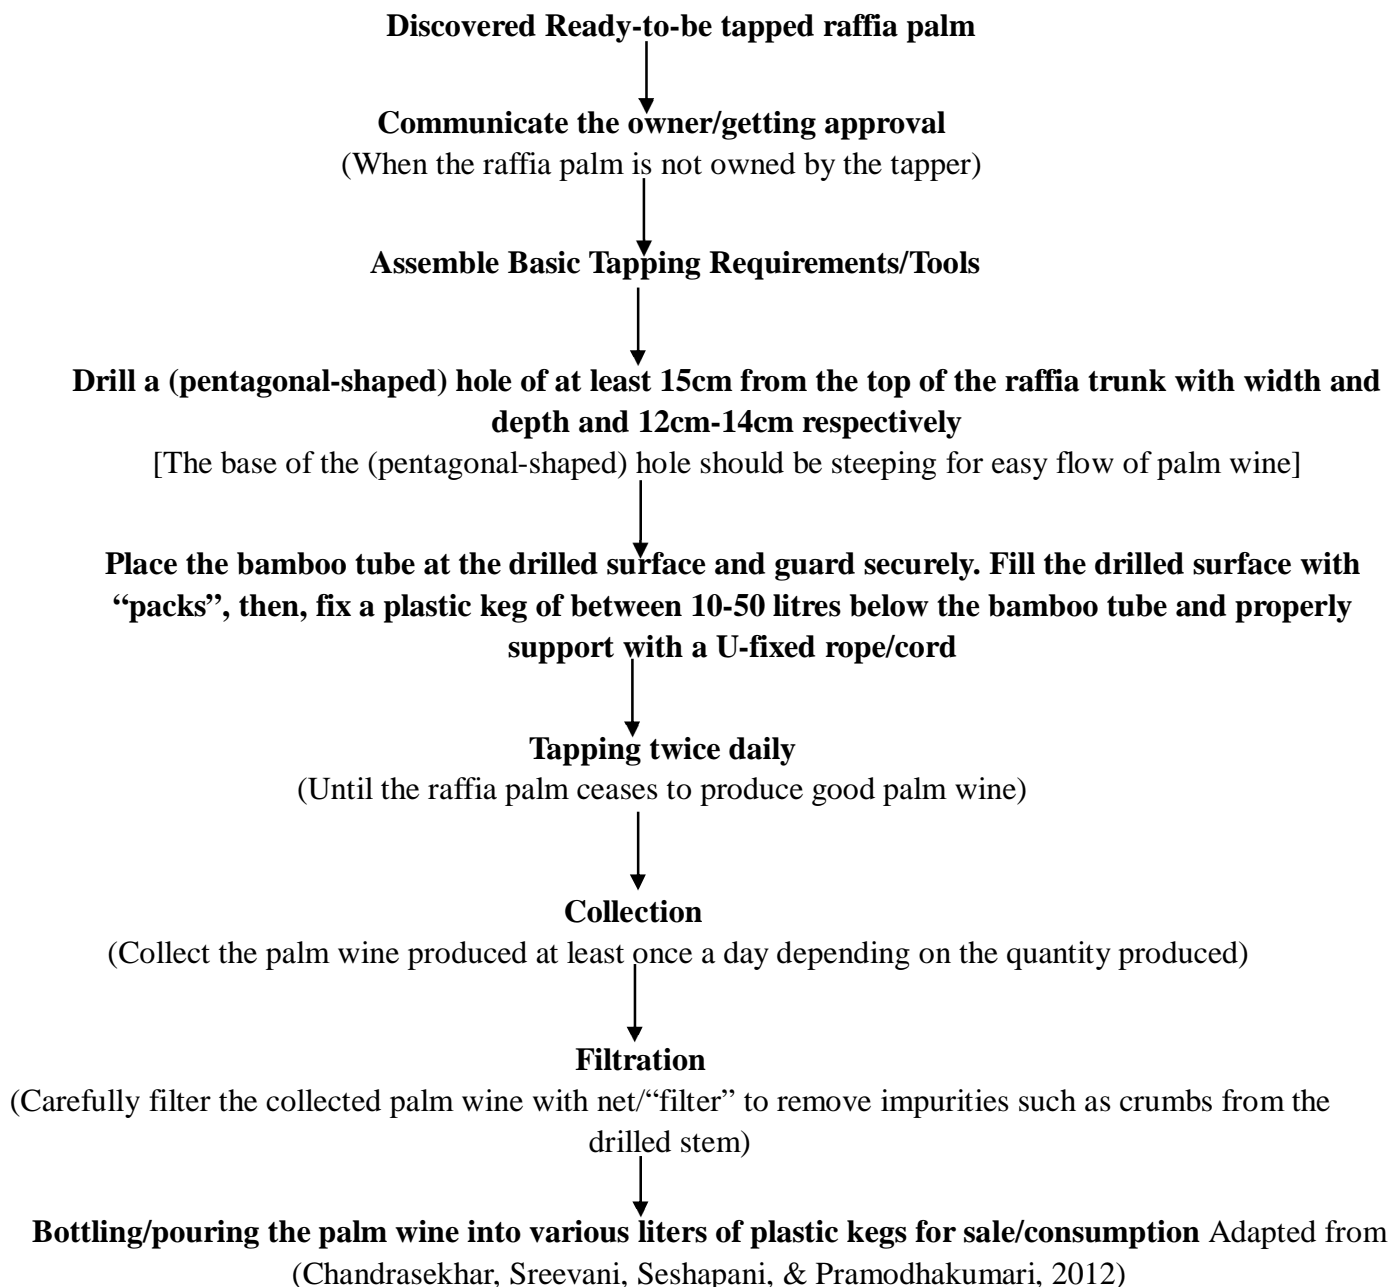 Discovered Ready-to-be tapped raffia palm
Communicate the owner/getting approval
(When the raffia palm is not owned by the tapper)
Assemble Basic Tapping Requirements/Tools
Drill a (pentagonal-shaped) hole of at least 15cm from the top of the raffia trunk with width and
depth and 12cm-14cm respectively
[The base of the (pentagonal-shaped) hole should be steeping for easy flow of palm wine]
Place the bamboo tube at the drilled surface and guard securely. Fill the drilled surface with
“packs”, then, fix a plastic keg of between 10-50 litres below the bamboo tube and properly
support with a U-fixed rope/cord
Tapping twice daily
(Until the raffia palm ceases to produce good palm wine)
Collection
(Collect the palm wine produced at least once a day depending on the quantity produced)
Filtration
(Carefully filter the collected palm wine with net/“filter” to remove impurities such as crumbs from the
drilled stem)
Bottling/pouring the palm wine into various liters of plastic kegs for sale/consumption Adapted from
(Chandrasekhar, Sreevani, Seshapani, & Pramodhakumari, 2012)